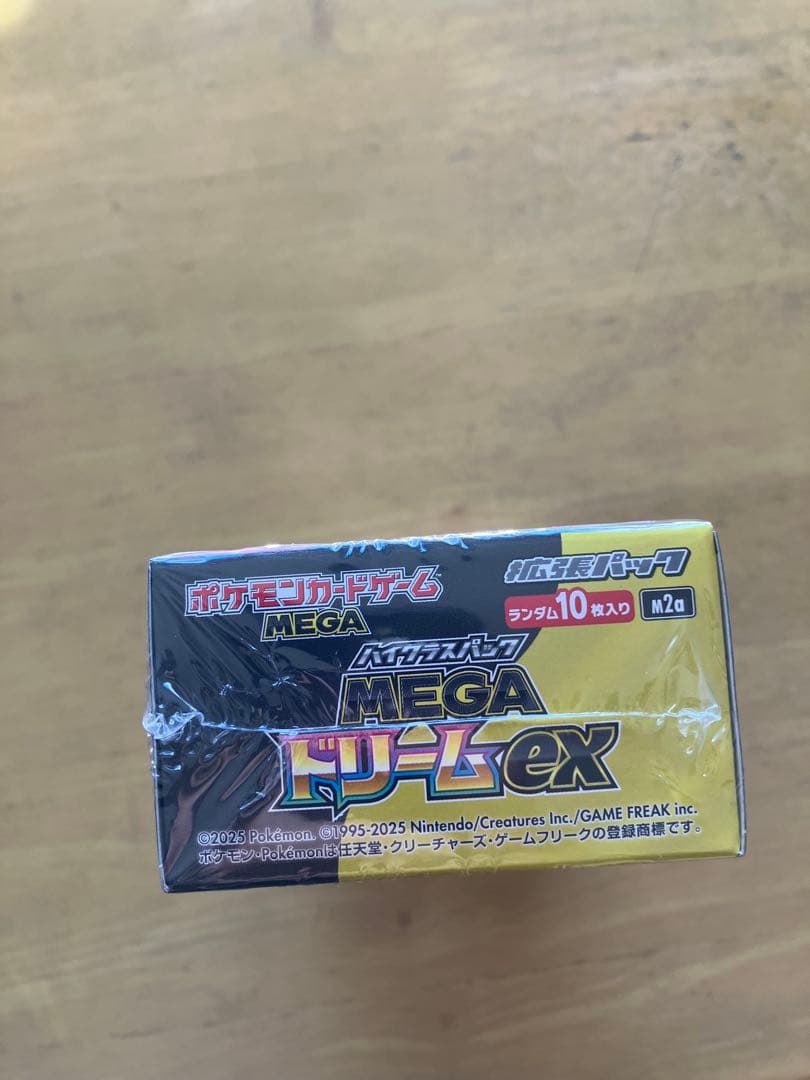 ポケモンカードゲーム
MEGA
拡張パック
ランダム10枚入り
M2a
ハイクラスパック
MEGA
ドリームex
©2025 Pokémon. ©1995-2025 Nintendo/Creatures Inc./GAME FREAK inc.
ポケモン・Pokémonは任天堂・クリーチャーズ・ゲームフリークの登録商標です。